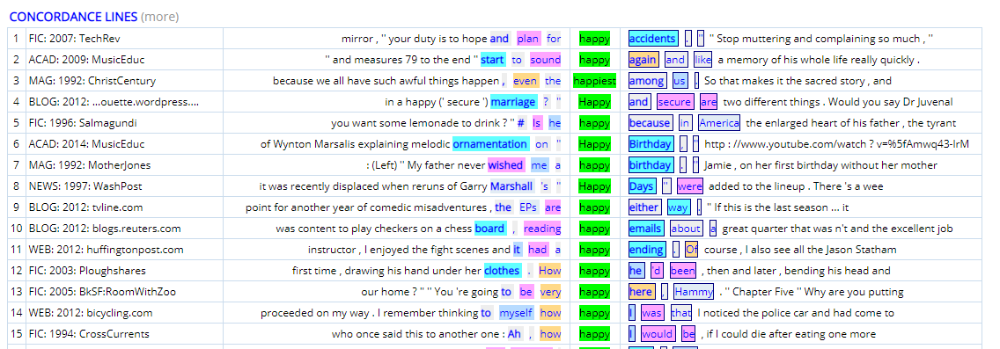 CONCORDANCE LINES (more)
1 FIC: 2007: TechRev mirror , " your duty is to hope and plan for happy accidents . " " Stop muttering and complaining so much , "
2 ACAD: 2009: MusicEduc " and measures 79 to the end " start to sound happy again and like a memory of his whole life really quickly .
3 MAG: 1992: ChristCentury because we all have such awful things happen , even the happiest among us . So that makes it the sacred story , and
4 BLOG: 2012: ...ouette.wordpress.... in a happy (' secure ') marriage ? " Happy and secure are two different things . Would you say Dr Juvenal
5 FIC: 1996: Salmagundi you want some lemonade to drink ? " # Is he happy because in America the enlarged heart of his father , the tyrant
6 ACAD: 2014: MusicEduc of Wynton Marsalis explaining melodic ornamentation on " Happy Birthday , " http : //www.youtube.com/watch ? v=%5fAmwq43-IrM
7 MAG: 1992: MotherJones : (Left) " My father never wished me a happy birthday . " Jamie , on her first birthday without her mother
8 NEWS: 1997: WashPost it was recently displaced when reruns of Garry Marshall 's " Happy Days " were added to the lineup . There 's a wee
9 BLOG: 2012: tvline.com point for another year of comedic misadventures , the EPs are happy either way . " If this is the last season ... it
10 BLOG: 2012: blogs.reuters.com was content to play checkers on a chess board , reading happy emails about a great quarter that was n't and the excellent job
11 WEB: 2012: huffingtonpost.com instructor , I enjoyed the fight scenes and it had a happy ending . Of course , I also see all the Jason Statham
12 FIC: 2003: Ploughshares first time , drawing his hand under her clothes . How happy he 'd been , then and later , bending his head and
13 FIC: 2005: BkSF:RoomWithZoo our home ? " " You 're going to be very happy here , Hammy . " Chapter Five " Why are you putting
14 WEB: 2012: bicycling.com proceeded on my way . I remember thinking to myself how happy I was that I noticed the police car and had come to
15 FIC: 1994: CrossCurrents who once said this to another one : Ah , how happy I would be , if I could die after eating one more